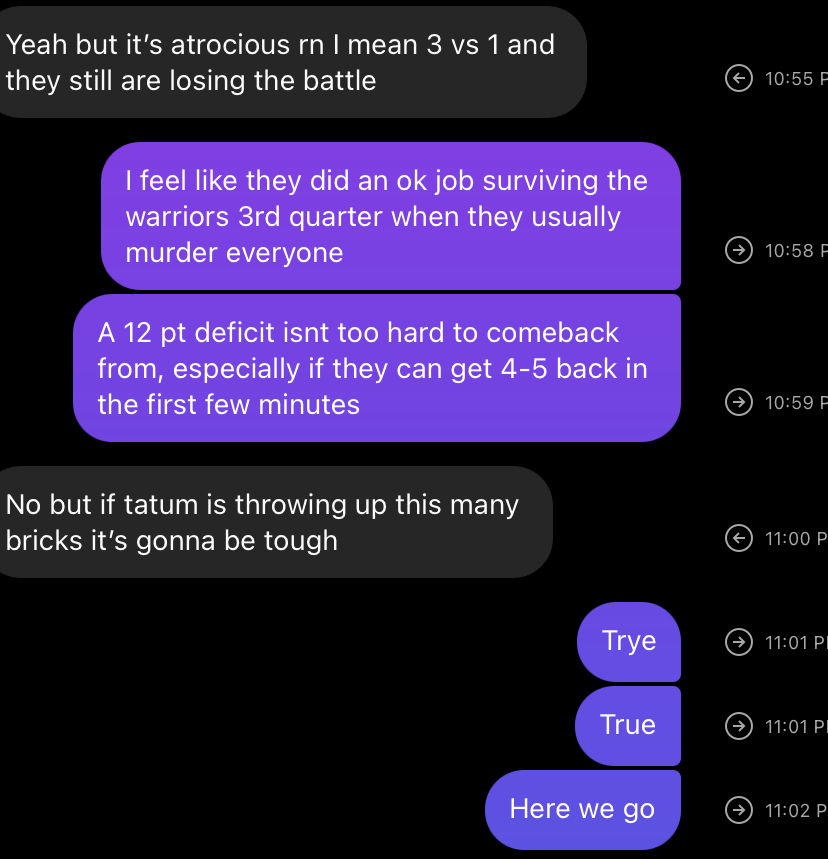 Yeah but it's atrocious rn I mean 3 vs 1 and
they still are losing the battle
10:55 P
I feel like they did an ok job surviving the
warriors 3rd quarter when they usually
murder everyone
10:58 P
A 12 pt deficit isnt too hard to comeback
from, especially if they can get 4-5 back in
the first few minutes
10:59 P
No but if tatum is throwing up this many
bricks it's gonna be tough
11:00 P
Trye
11:01 P
True
11:01 P
Here we go
11:02 P